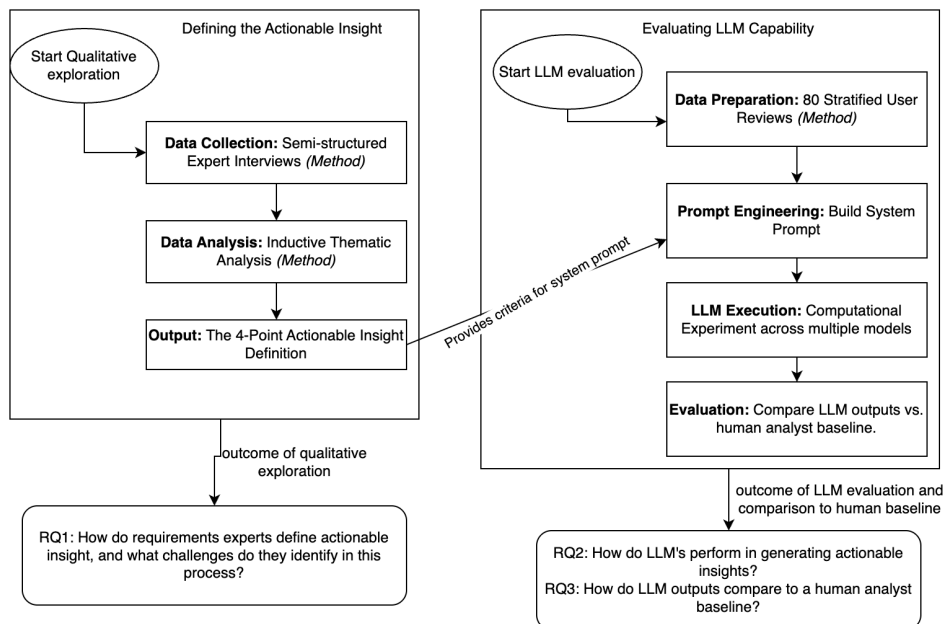 Defining the Actionable Insight
Start Qualitative
exploration
Data Collection: Semi-structured
Expert Interviews (Method)
Data Analysis: Inductive Thematic
Analysis (Method)
Output: The 4-Point Actionable Insight
Definition
outcome of qualitative
exploration
RQ1: How do requirements experts define actionable
insight, and what challenges do they identify in this
process?
Provides criteria for system prompt
Evaluating LLM Capability
Start LLM evaluation
Data Preparation: 80 Stratified User
Reviews (Method)
Prompt Engineering: Build System
Prompt
LLM Execution: Computational
Experiment across multiple models
Evaluation: Compare LLM outputs vs.
human analyst baseline.
outcome of LLM evaluation and
comparison to human baseline
RQ2: How do LLM's perform in generating actionable
insights?
RQ3: How do LLM outputs compare to a human analyst
baseline?